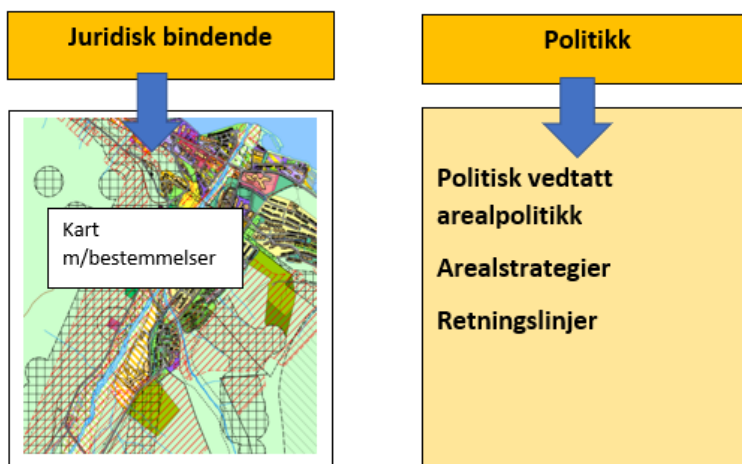 Juridisk bindende
Kart
m/bestemmelser
Politikk
Politisk vedtatt
arealpolitikk
Arealstrategier
Retningslinjer